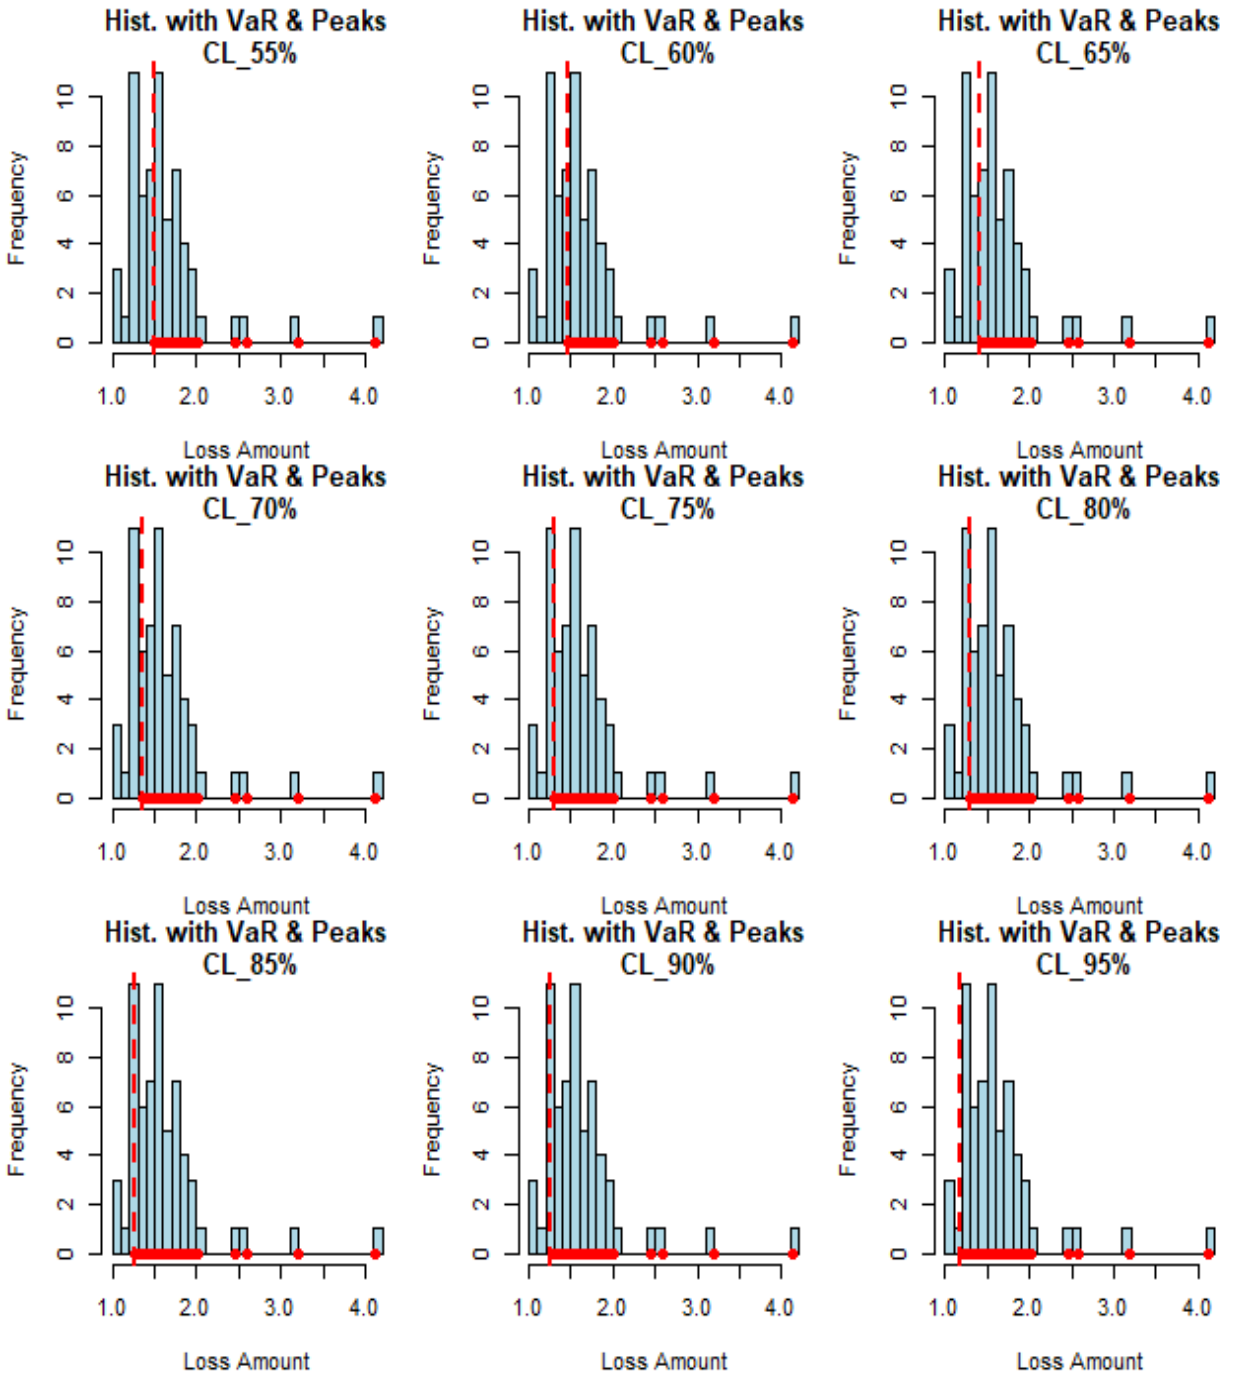 Hist. with VaR & Peaks
CL_55%
Frequency
0 2 4 6 8 10
1.0 2.0 3.0 4.0
Loss Amount
Hist. with VaR & Peaks
CL_60%
Frequency
0 2 4 6 8 10
1.0 2.0 3.0 4.0
Loss Amount
Hist. with VaR & Peaks
CL_65%
Frequency
0 2 4 6 8 10
1.0 2.0 3.0 4.0
Loss Amount
Hist. with VaR & Peaks
CL_70%
Frequency
0 2 4 6 8 10
1.0 2.0 3.0 4.0
Loss Amount
Hist. with VaR & Peaks
CL_75%
Frequency
0 2 4 6 8 10
1.0 2.0 3.0 4.0
Loss Amount
Hist. with VaR & Peaks
CL_80%
Frequency
0 2 4 6 8 10
1.0 2.0 3.0 4.0
Loss Amount
Hist. with VaR & Peaks
CL_85%
Frequency
0 2 4 6 8 10
1.0 2.0 3.0 4.0
Loss Amount
Hist. with VaR & Peaks
CL_90%
Frequency
0 2 4 6 8 10
1.0 2.0 3.0 4.0
Loss Amount
Hist. with VaR & Peaks
CL_95%
Frequency
0 2 4 6 8 10
1.0 2.0 3.0 4.0
Loss Amount